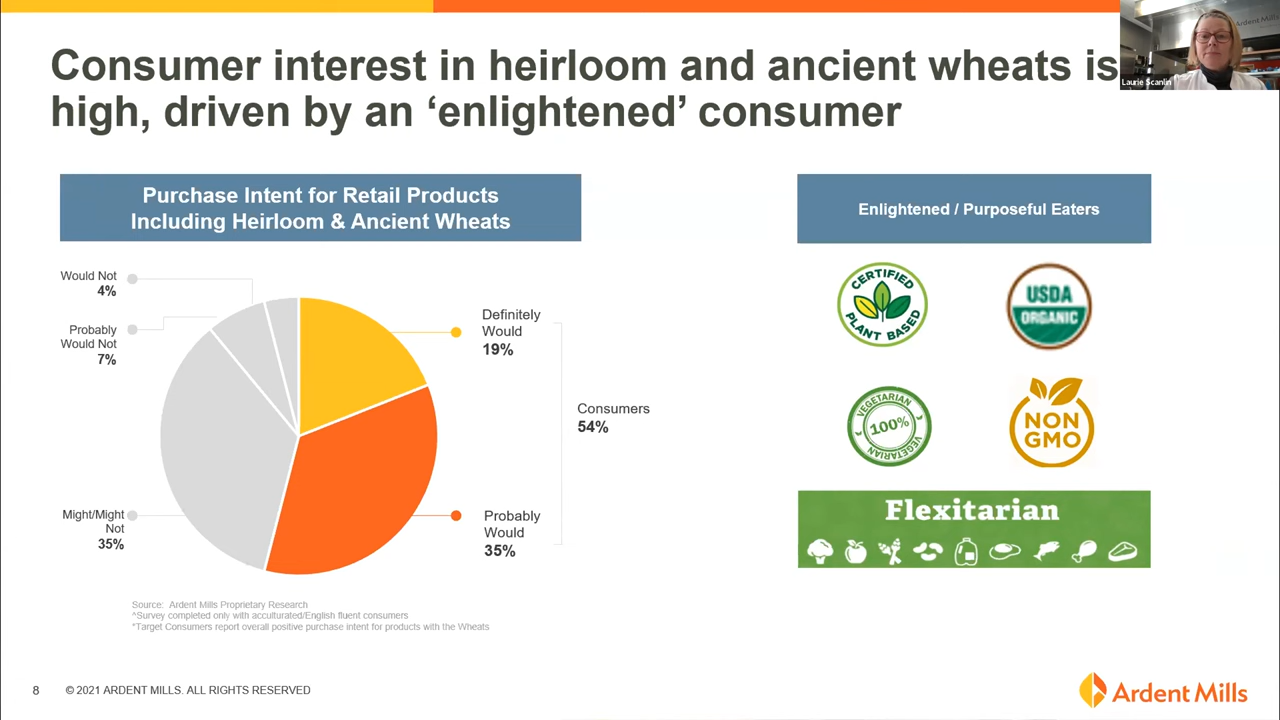 Consumer interest in heirloom and ancient wheats is
high, driven by an ‘enlightened’ consumer
Ardent Mills
Laurie Scanlin
Purchase Intent for Retail Products
Including Heirloom & Ancient Wheats
Would Not
4%
Probably
Would Not
7%
Might/Might
Not
35%
Definitely
Would
19%
Probably
Would
35%
Consumers
54%
Source: Ardent Mills Proprietary Research
^Survey completed only with acculturated/English fluent consumers
*Target Consumers report overall positive purchase intent for products with the Wheats
Enlightened / Purposeful Eaters
CERTIFIED
PLANT BASED
USDA
ORGANIC
VEGETARIAN
100%
VEGETARIAN
NON
GMO
Flexitarian
8
© 2021 ARDENT MILLS. ALL RIGHTS RESERVED
Ardent Mills